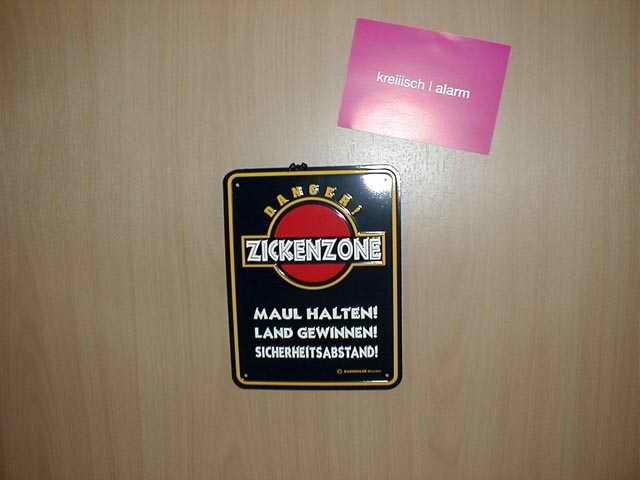 kreiiisch | alarm
DANGER!
ZICKENZONE
MAUL HALTEN!
LAND GEWINNEN!
SICHERHEITSABSTAND!